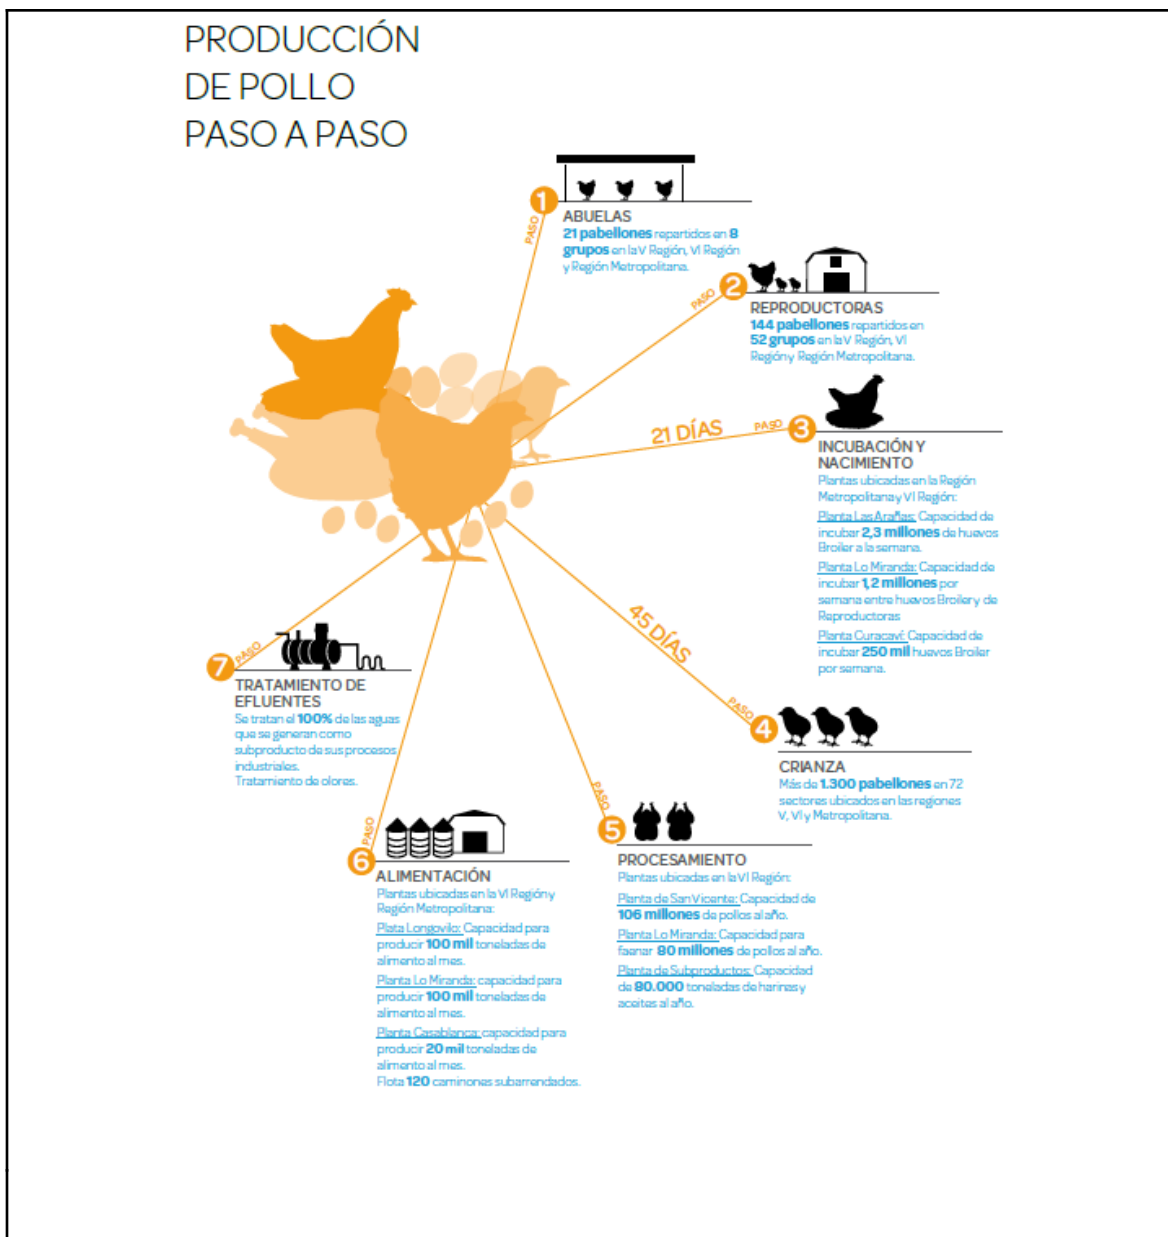 PRODUCCIÓN
DE POLLO
PASO A PASO
PASO 1
ABUELAS
21 pabellones repartidos en 8
grupos en la V Región, VI Región
y Región Metropolitana.
PASO 2
REPRODUCTORAS
144 pabellones repartidos en
52 grupos en la V Región, VI
Región y Región Metropolitana.
21 DÍAS PASO 3
INCUBACIÓN Y
NACIMIENTO
Plantas ubicadas en la Región
Metropolitana y VI Región:
Planta Las Arañas: Capacidad de
incubar 2,3 millones de huevos
Broiler a la semana.
Planta Lo Miranda: Capacidad de
incubar 1,2 millones por
semana entre huevos Broiler y de
Reproductoras
Planta Curacaví: Capacidad de
incubar 250 mil huevos Broiler
por semana.
45 DÍAS
PASO 4
CRIANZA
Más de 1.300 pabellones en 72
sectores ubicados en las regiones
V, VI y Metropolitana.
PASO 5
PROCESAMIENTO
Plantas ubicadas en la VI Región:
Planta de San Vicente: Capacidad de
106 millones de pollos al año.
Planta Lo Miranda: Capacidad para
faenar 80 millones de pollos al año.
Planta de Subproductos: Capacidad
de 80.000 toneladas de harinas y
aceites al año.
PASO 6
ALIMENTACIÓN
Plantas ubicadas en la VI Región y
Región Metropolitana:
Plata Longovilo: Capacidad para
producir 100 mil toneladas de
alimento al mes.
Planta Lo Miranda: capacidad para
producir 100 mil toneladas de
alimento al mes.
Planta Casablanca: capacidad para
producir 20 mil toneladas de
alimento al mes.
Flota 120 caminones subarrendados.
PASO 7
TRATAMIENTO DE
EFLUENTES
Se tratan el 100% de las aguas
que se generan como
subproducto de sus procesos
industriales.
Tratamiento de olores.